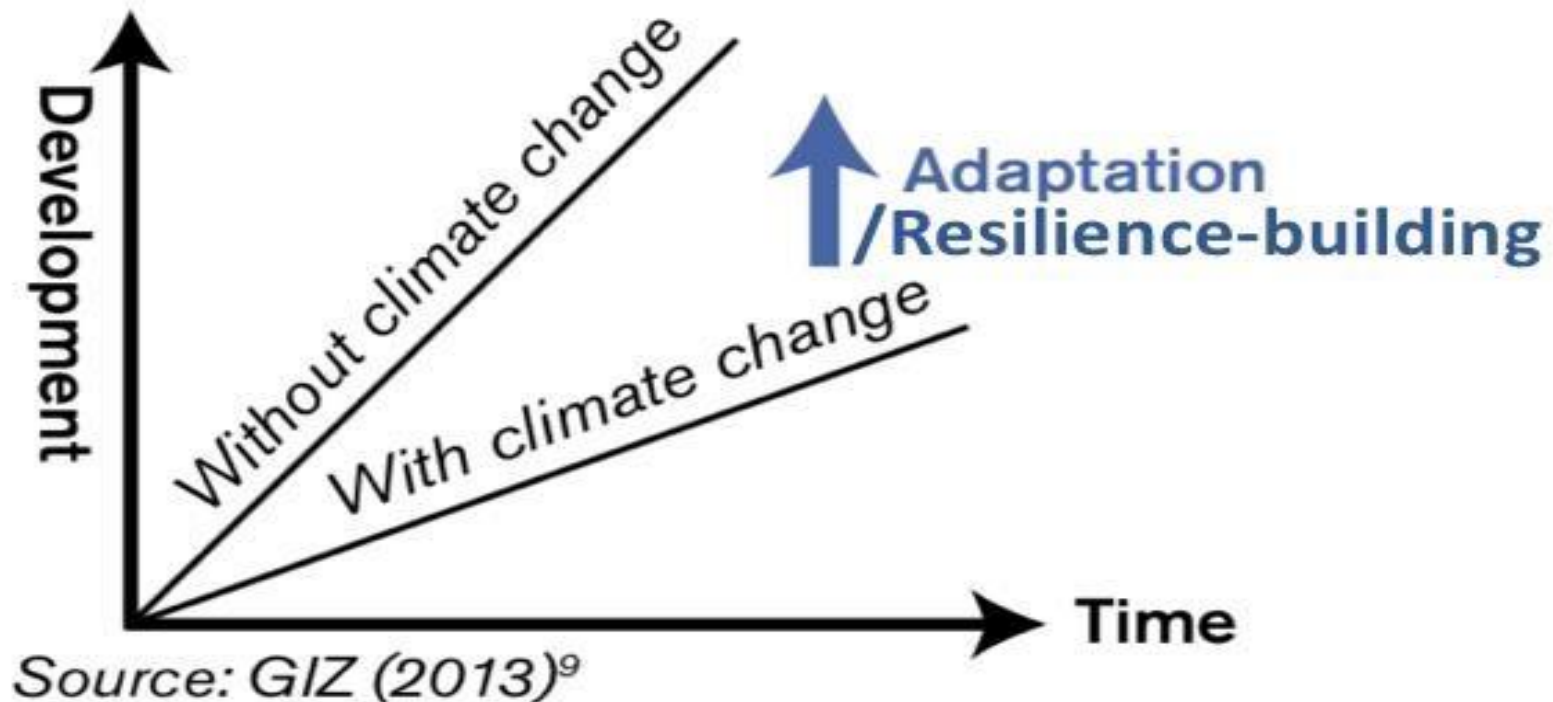 Development
Without climate change
With climate change
Adaptation
/Resilience-building
Time
Source: GIZ (2013)⁹